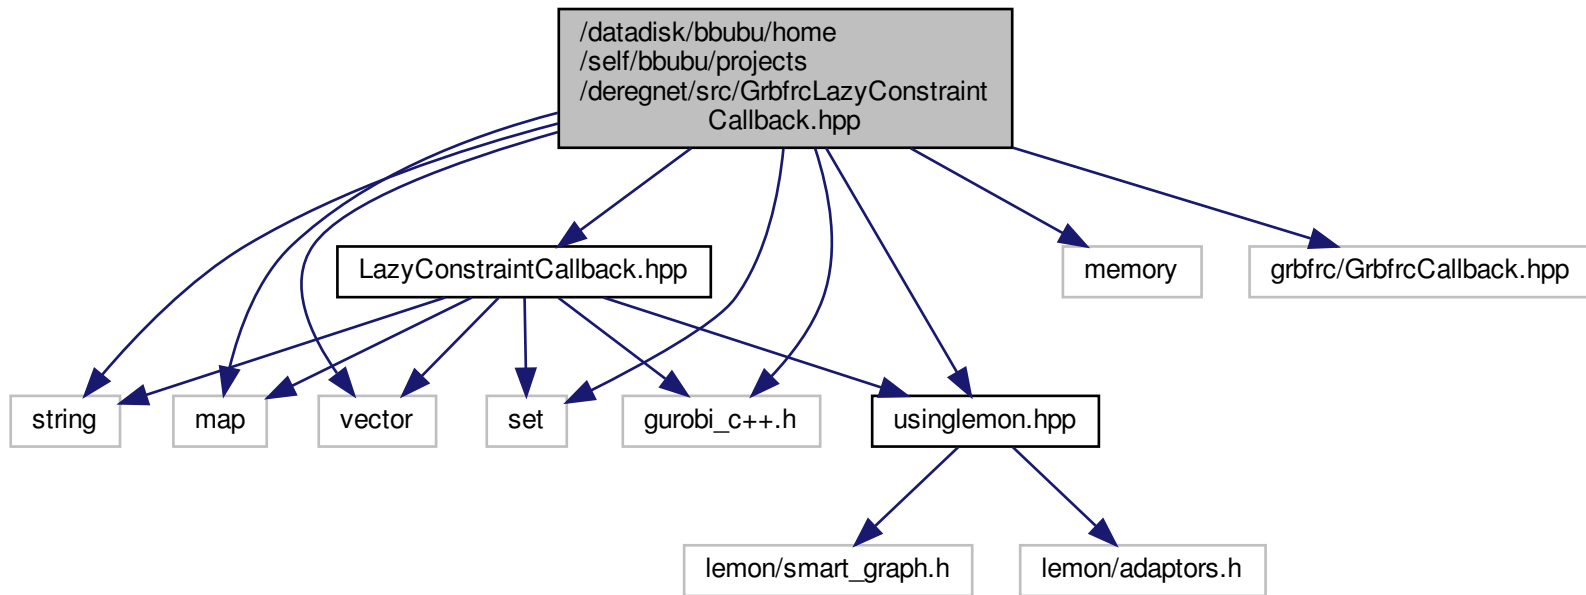 /datadisk/bbubu/home
/self/bbubu/projects
/deregnet/src/GrbfrcLazyConstraint
Callback.hpp
LazyConstraintCallback.hpp
memory
grbfrc/GrbfrcCallback.hpp
string
map
vector
set
gurobi_c++.h
usinglemon.hpp
lemon/smart_graph.h
lemon/adaptors.h